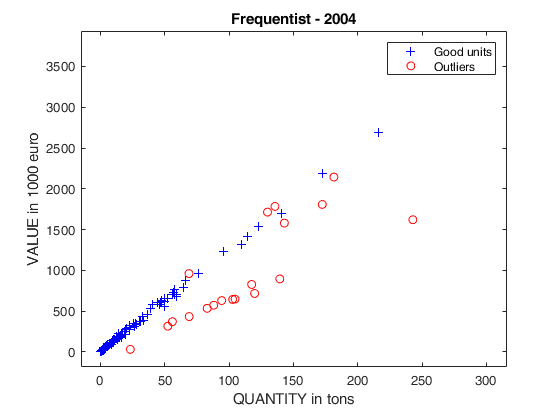 Frequentist - 2004
Good units
Outliers
VALUE in 1000 euro
3500
3000
2500
2000
1500
1000
500
0
0 50 100 150 200 250 300
QUANTITY in tons